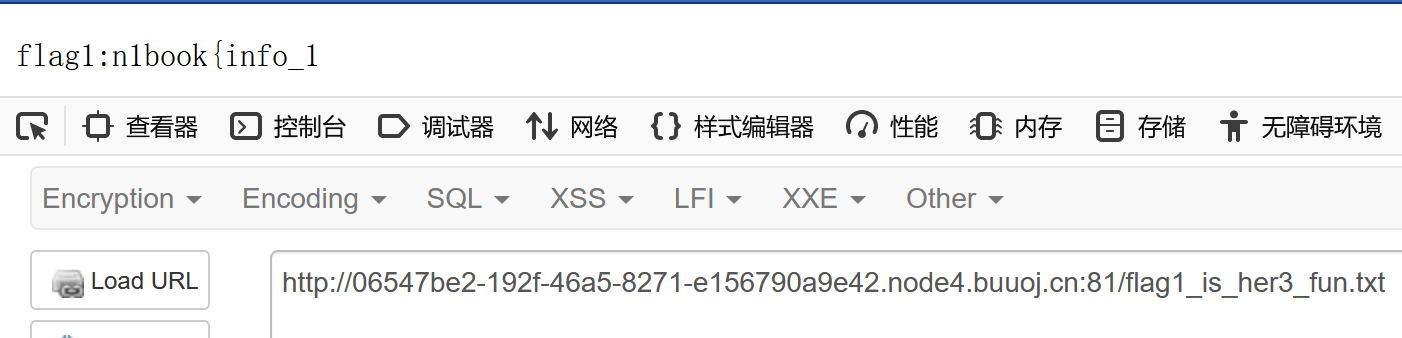 flag1:n1book{info_1
查看器 控制台 调试器 网络 样式编辑器 性能 内存 存储 无障碍环境
Encryption Encoding SQL XSS LFI XXE Other
Load URL http://06547be2-192f-46a5-8271-e156790a9e42.node4.buuoj.cn:81/flag1_is_her3_fun.txt